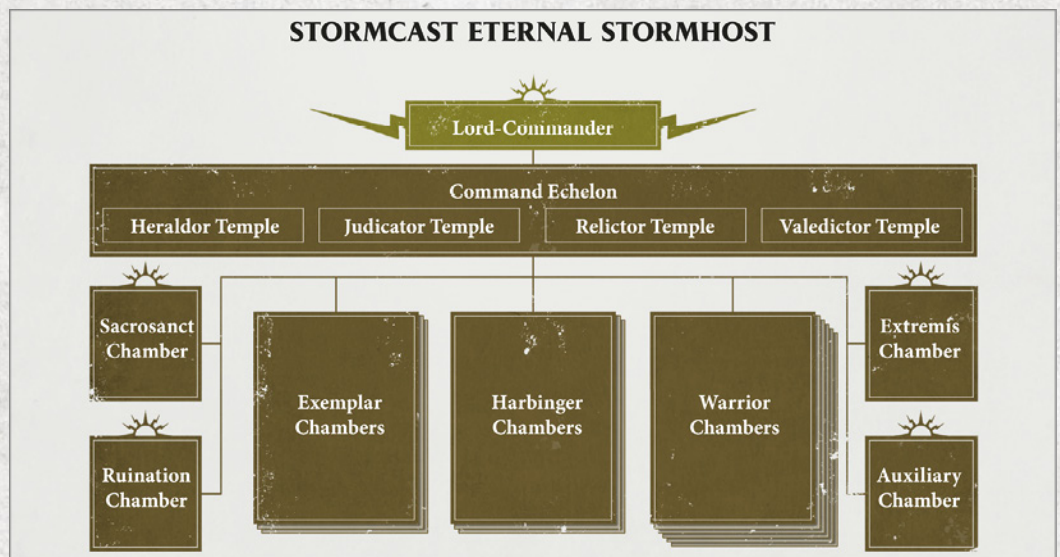 STORMCAST ETERNAL STORMHOST
Lord-Commander
Command Echelon
Heraldor Temple
Judicator Temple
Relictor Temple
Valedictor Temple
Sacrosanct
Chamber
Exemplar
Chambers
Harbinger
Chambers
Warrior
Chambers
Extremis
Chamber
Ruination
Chamber
Auxiliary
Chamber